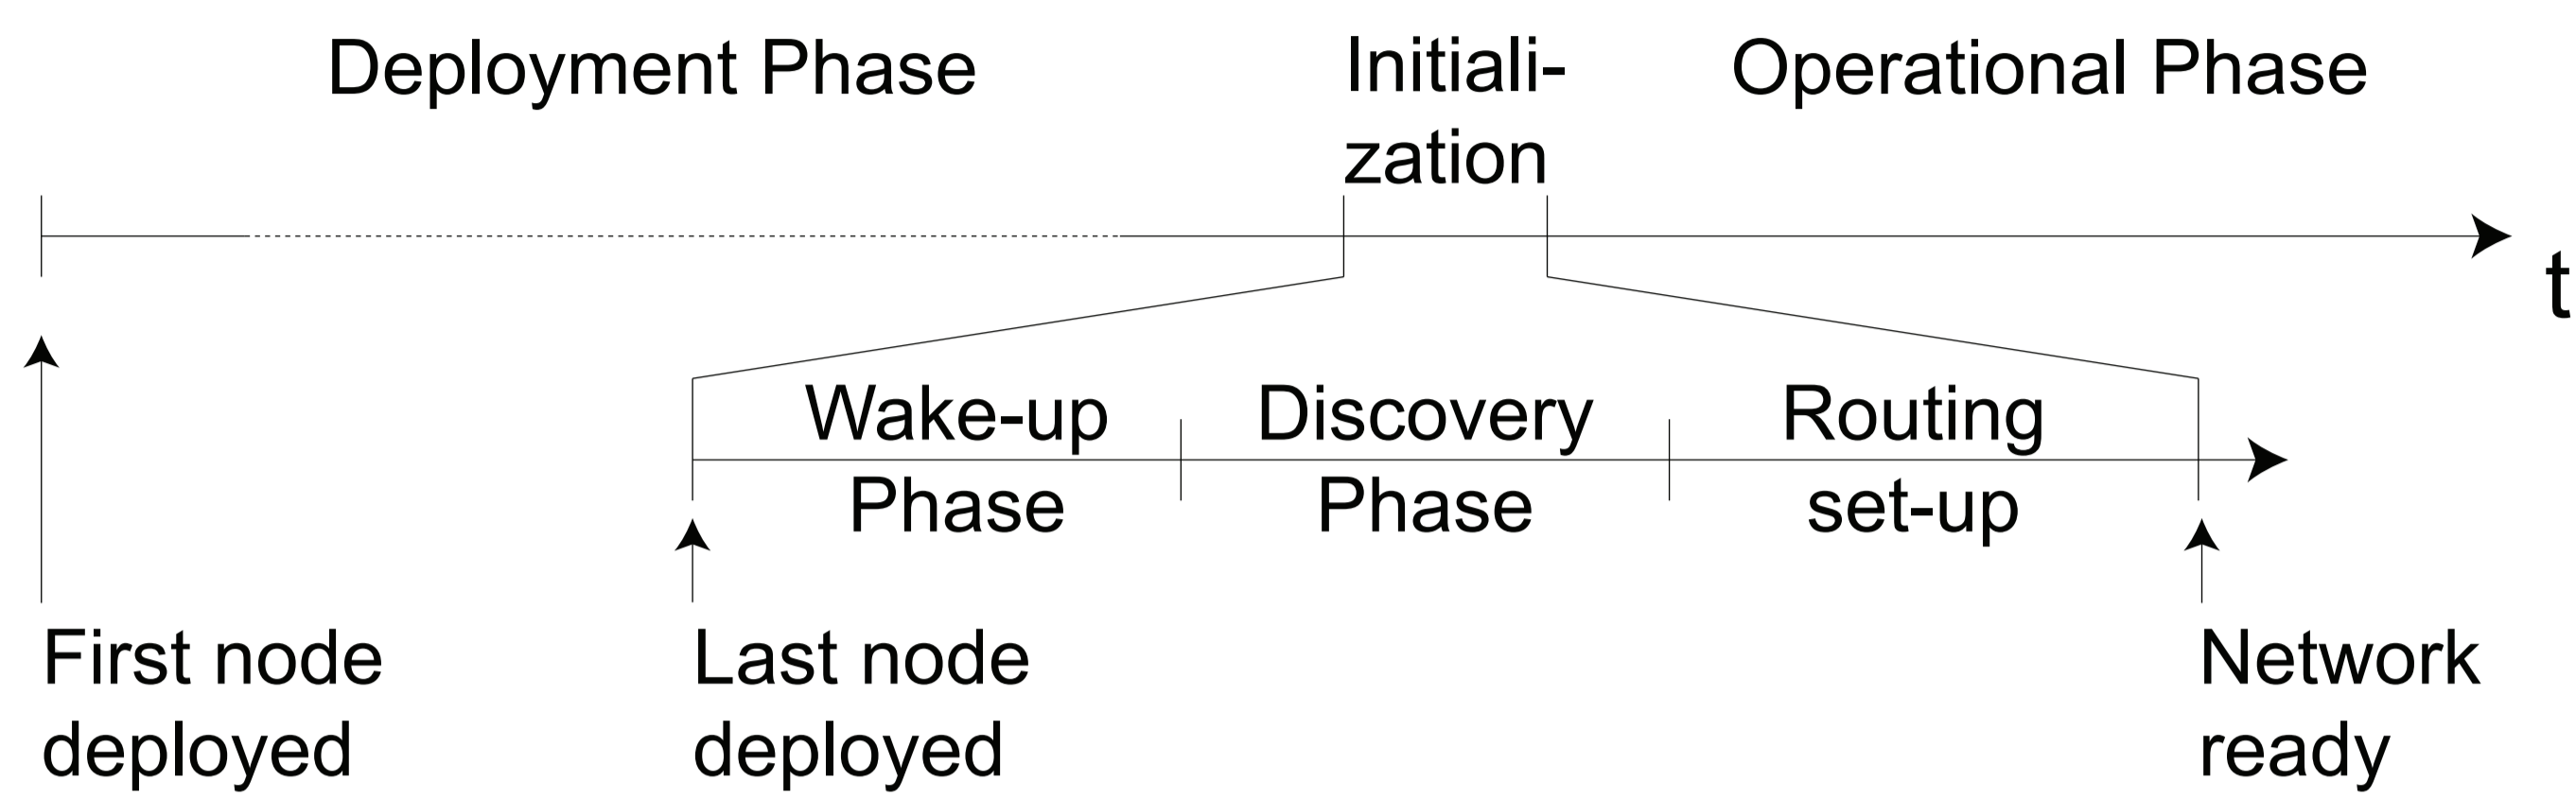 Deployment Phase
Initiali-
zation
Operational Phase
t
Wake-up
Phase
Discovery
Phase
Routing
set-up
First node
deployed
Last node
deployed
Network
ready